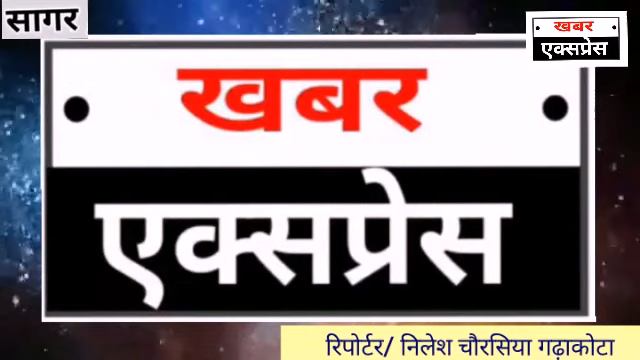 सागर
खबर
एक्सप्रेस
खबर
एक्सप्रेस
रिपोर्टर/ निलेश चौरसिया गढ़ाकोटा